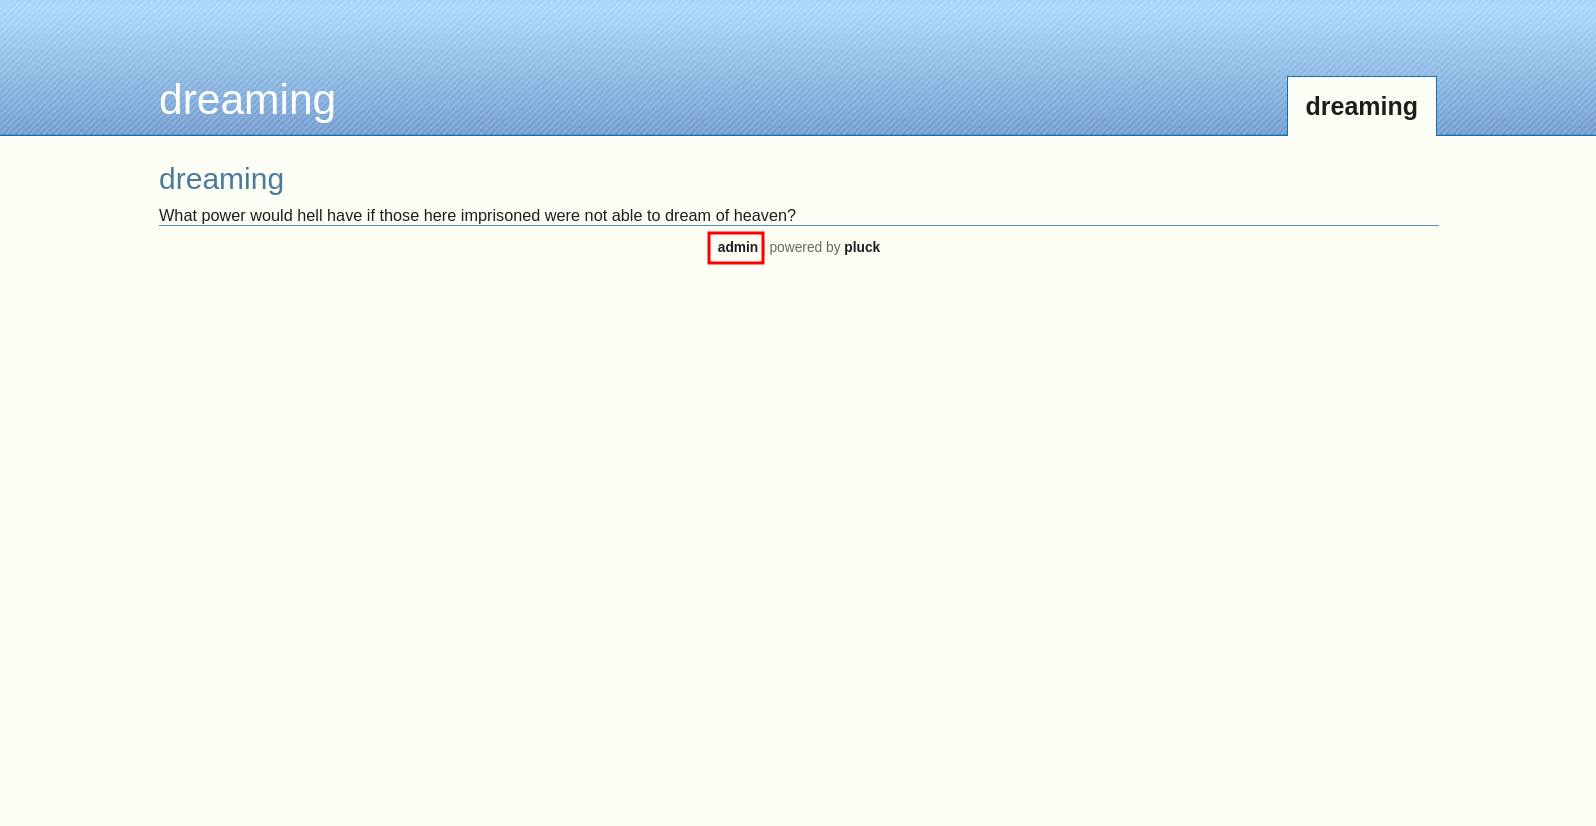 dreaming
dreaming
dreaming
What power would hell have if those here imprisoned were not able to dream of heaven?
admin powered by pluck